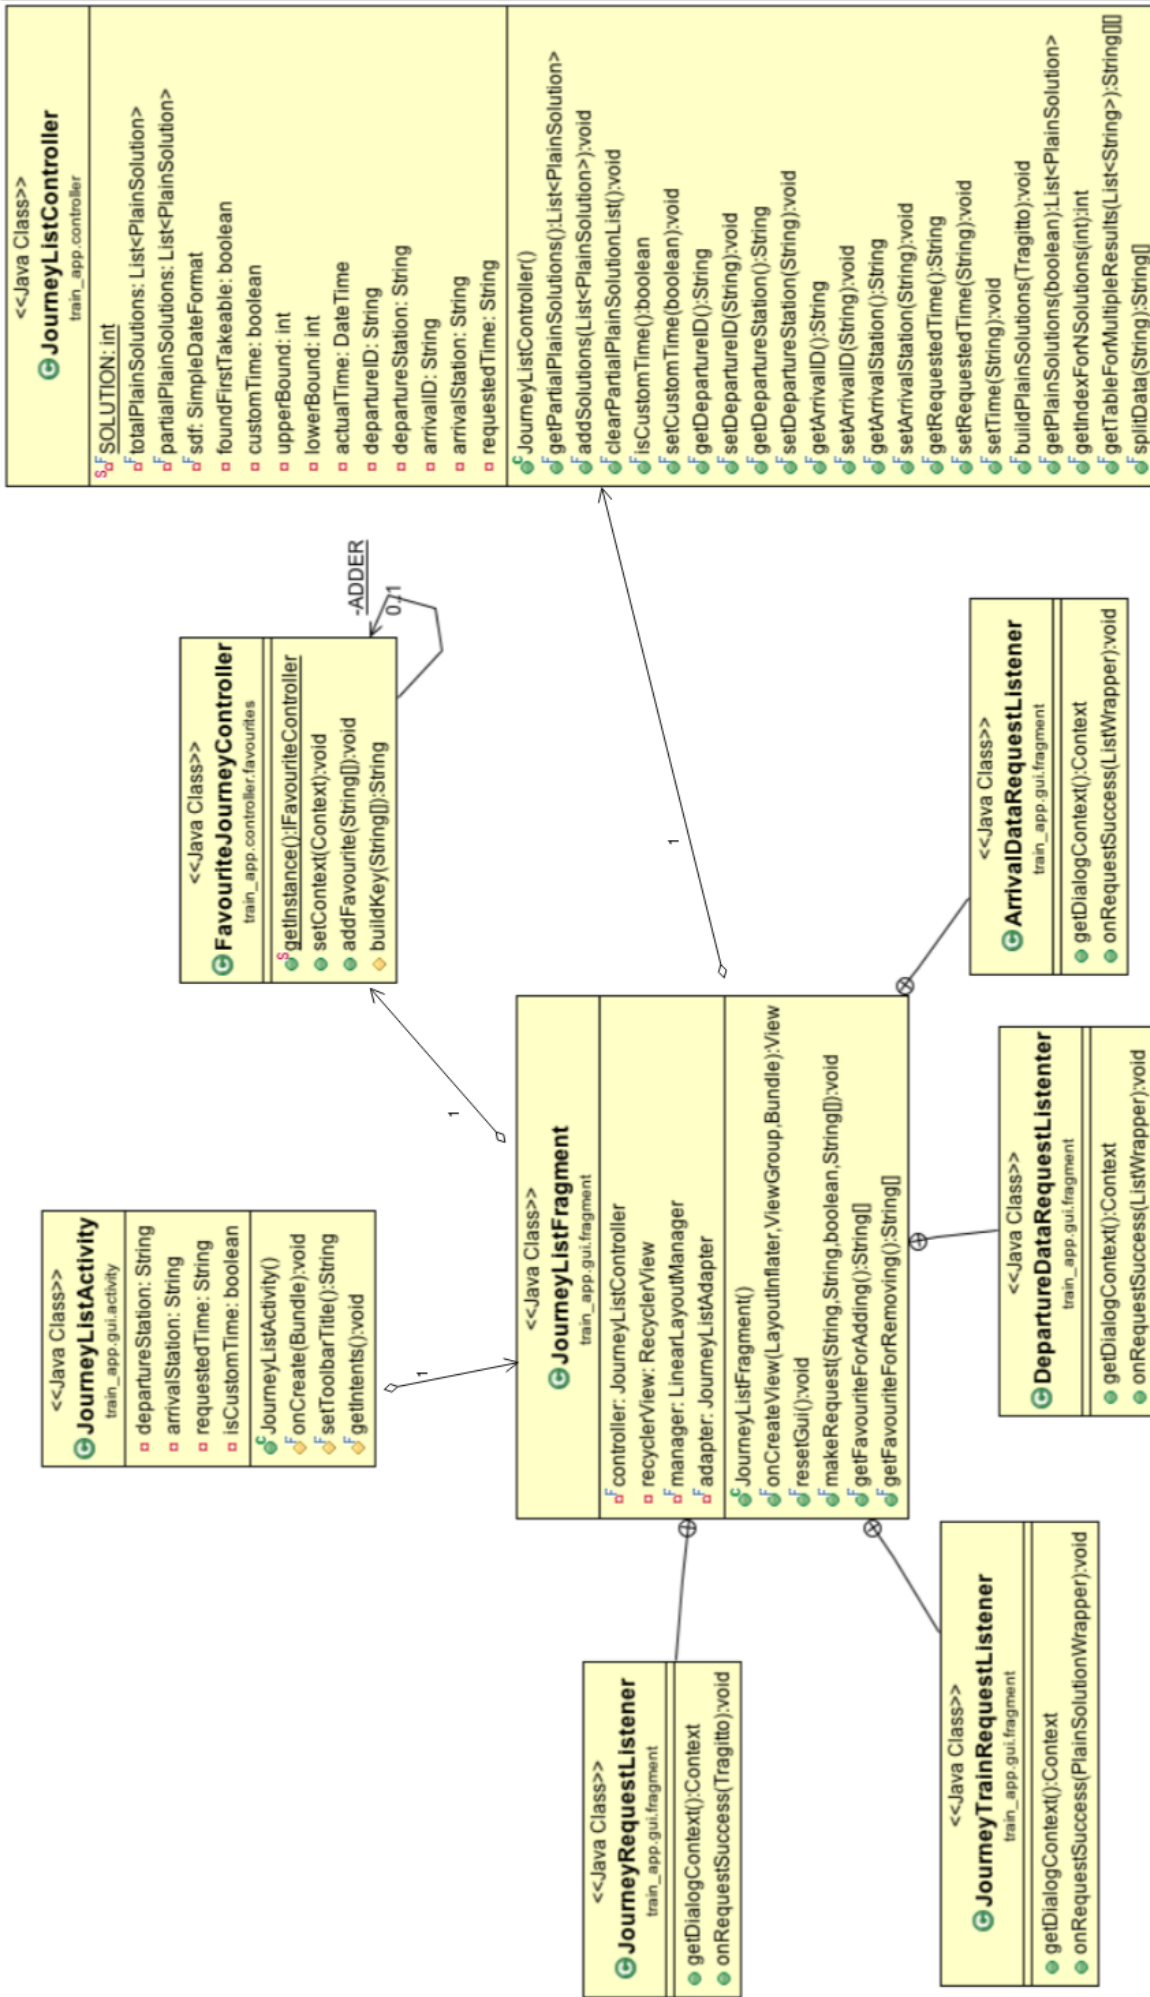 <<Java Class>>
JourneyListActivity
train_app.gui.activity
departureStation: String
arrivalStation: String
requestedTime: String
isCustomTime: boolean
JourneyListActivity()
onCreate(Bundle):void
setToolbarTitle():String
getIntents():void
1
<<Java Class>>
FavouriteJourneyController
train_app.controller.favourites
getInstance():IFavouriteController
setContext(Context):void
addFavourite(String[]):void
buildKey(String[]):String
-ADDER
0..1
1
<<Java Class>>
JourneyListController
train_app.controller
SOLUTION: int
totalPlainSolutions: List<PlainSolution>
partialPlainSolutions: List<PlainSolution>
sdf: SimpleDateFormat
foundFirstTakeable: boolean
customTime: boolean
upperBound: int
lowerBound: int
actualTime: DateTime
departureID: String
departureStation: String
arrivalID: String
arrivalStation: String
requestedTime: String
JourneyListController()
getPartialPlainSolutions():List<PlainSolution>
addSolutions(List<PlainSolution>):void
clearPartialPlainSolutionList():void
isCustomTime():boolean
setCustomTime(boolean):void
getDepartureID():String
setDepartureID(String):void
getDepartureStation():String
setDepartureStation(String):void
getArrivalID():String
setArrivalID(String):void
getArrivalStation():String
setArrivalStation(String):void
getRequestedTime():String
setRequestedTime(String):void
setTime(String):void
buildPlainSolutions(Tragitto):void
getPlainSolutions(boolean):List<PlainSolution>
getIndexForNSolutions(int):int
getTableForMultipleResults(List<String>):String[][]
splitData(String):String[]
1
<<Java Class>>
JourneyListFragment
train_app.gui.fragment
controller: JourneyListController
recyclerView: RecyclerView
manager: LinearLayoutManager
adapter: JourneyListAdapter
JourneyListFragment()
onCreateView(LayoutInflater,ViewGroup,Bundle):View
resetGui():void
makeRequest(String,String,boolean,String[]):void
getFavouriteForAdding():String[]
getFavouriteForRemoving():String[]
<<Java Class>>
JourneyRequestListener
train_app.gui.fragment
getDialogContext():Context
onRequestSuccess(Tragitto):void
<<Java Class>>
JourneyTrainRequestListener
train_app.gui.fragment
getDialogContext():Context
onRequestSuccess(PlainSolutionWrapper):void
<<Java Class>>
DepartureDataRequestListenter
train_app.gui.fragment
getDialogContext():Context
onRequestSuccess(ListWrapper):void
<<Java Class>>
ArrivalDataRequestListener
train_app.gui.fragment
getDialogContext():Context
onRequestSuccess(ListWrapper):void